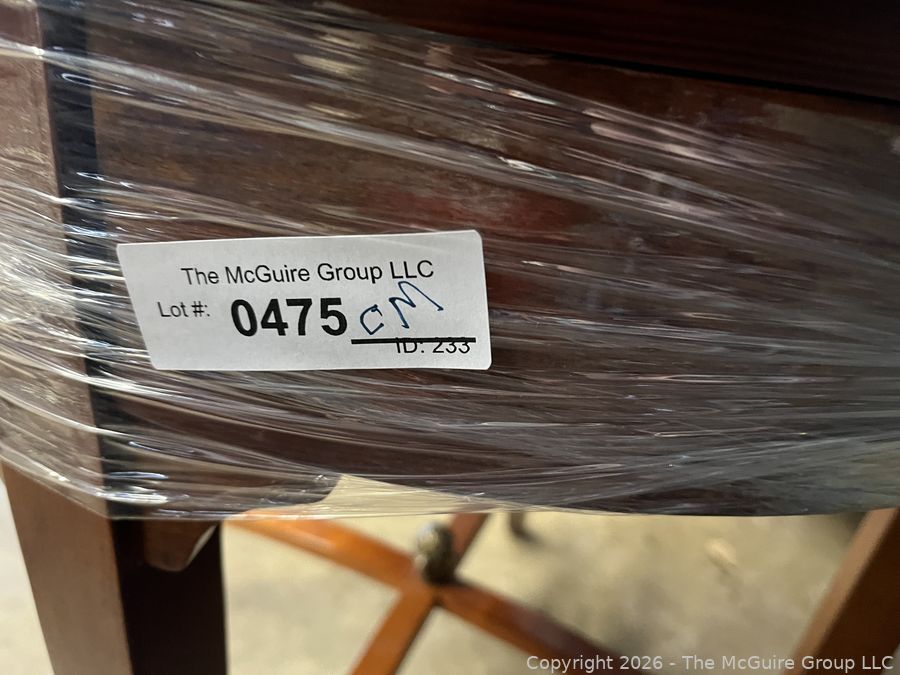 The McGuire Group LLC
Lot #: 0475 CM
ID: 233
Copyright © 2026 - The McGuire Group LLC